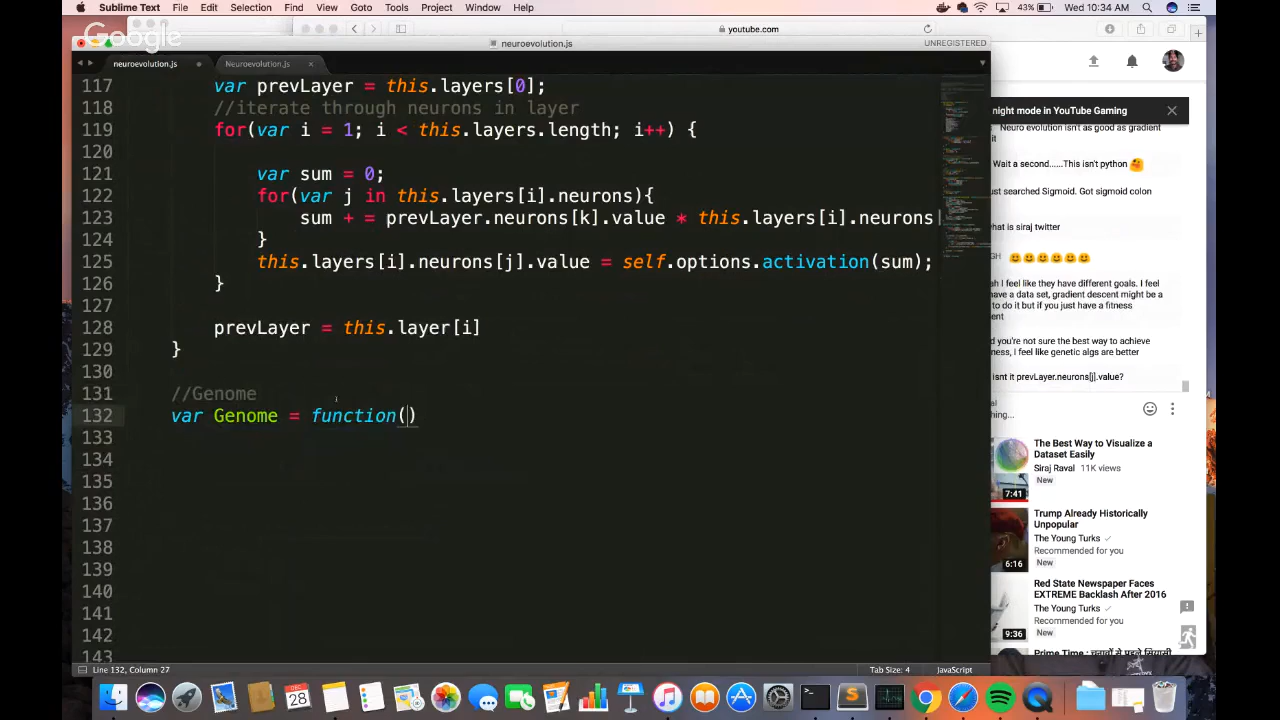 Sublime Text File Edit Selection Find View Goto Tools Project Window Help
43% Wed Dec 28 10:34 AM
Google
youtube.com
neuroevolution.js
UNREGISTERED
neuroevolution.js
Neuroevolution.js
117 var prevLayer = this.layers[0];
118 //iterate through neurons in layer
119 for(var i = 1; i < this.layers.length; i++) {
120
121 var sum = 0;
122 for(var j in this.layers[i].neurons){
123 sum + = prevLayer.neurons[k].value * this.layers[i].neurons
124 }
125 this.layers[i].neurons[j].value = self.options.activation(sum);
126 }
127
128 prevLayer = this.layer[i]
129 }
130
131 //Genome
132 var Genome = function()
133
134
135
136
137
138
139
140
141
142
143
Line 132, Column 27
Tab Size: 4
JavaScript
night mode in YouTube Gaming
Neuro evolution isn't as good as gradient
Wait a second......This isn't python
ust searched Sigmoid. Got sigmoid colon
hat is siraj twitter
GH
h I feel like they have different goals. I f
have a data set, gradient descent might be a
to do it but if you just have a fitness
ent
d you're not sure the best way to achieve
ness, I feel like genetic algs are better
isnt it prevLayer.neurons[j].value?
The Best Way to Visualize a
Dataset Easily
Siraj Raval 11K views
New
7:41
Trump Already Historically
Unpopular
The Young Turks
Recommended for you
New
6:16
Red State Newspaper Faces
EXTREME Backlash After 2016
The Young Turks
Recommended for you
New
9:36